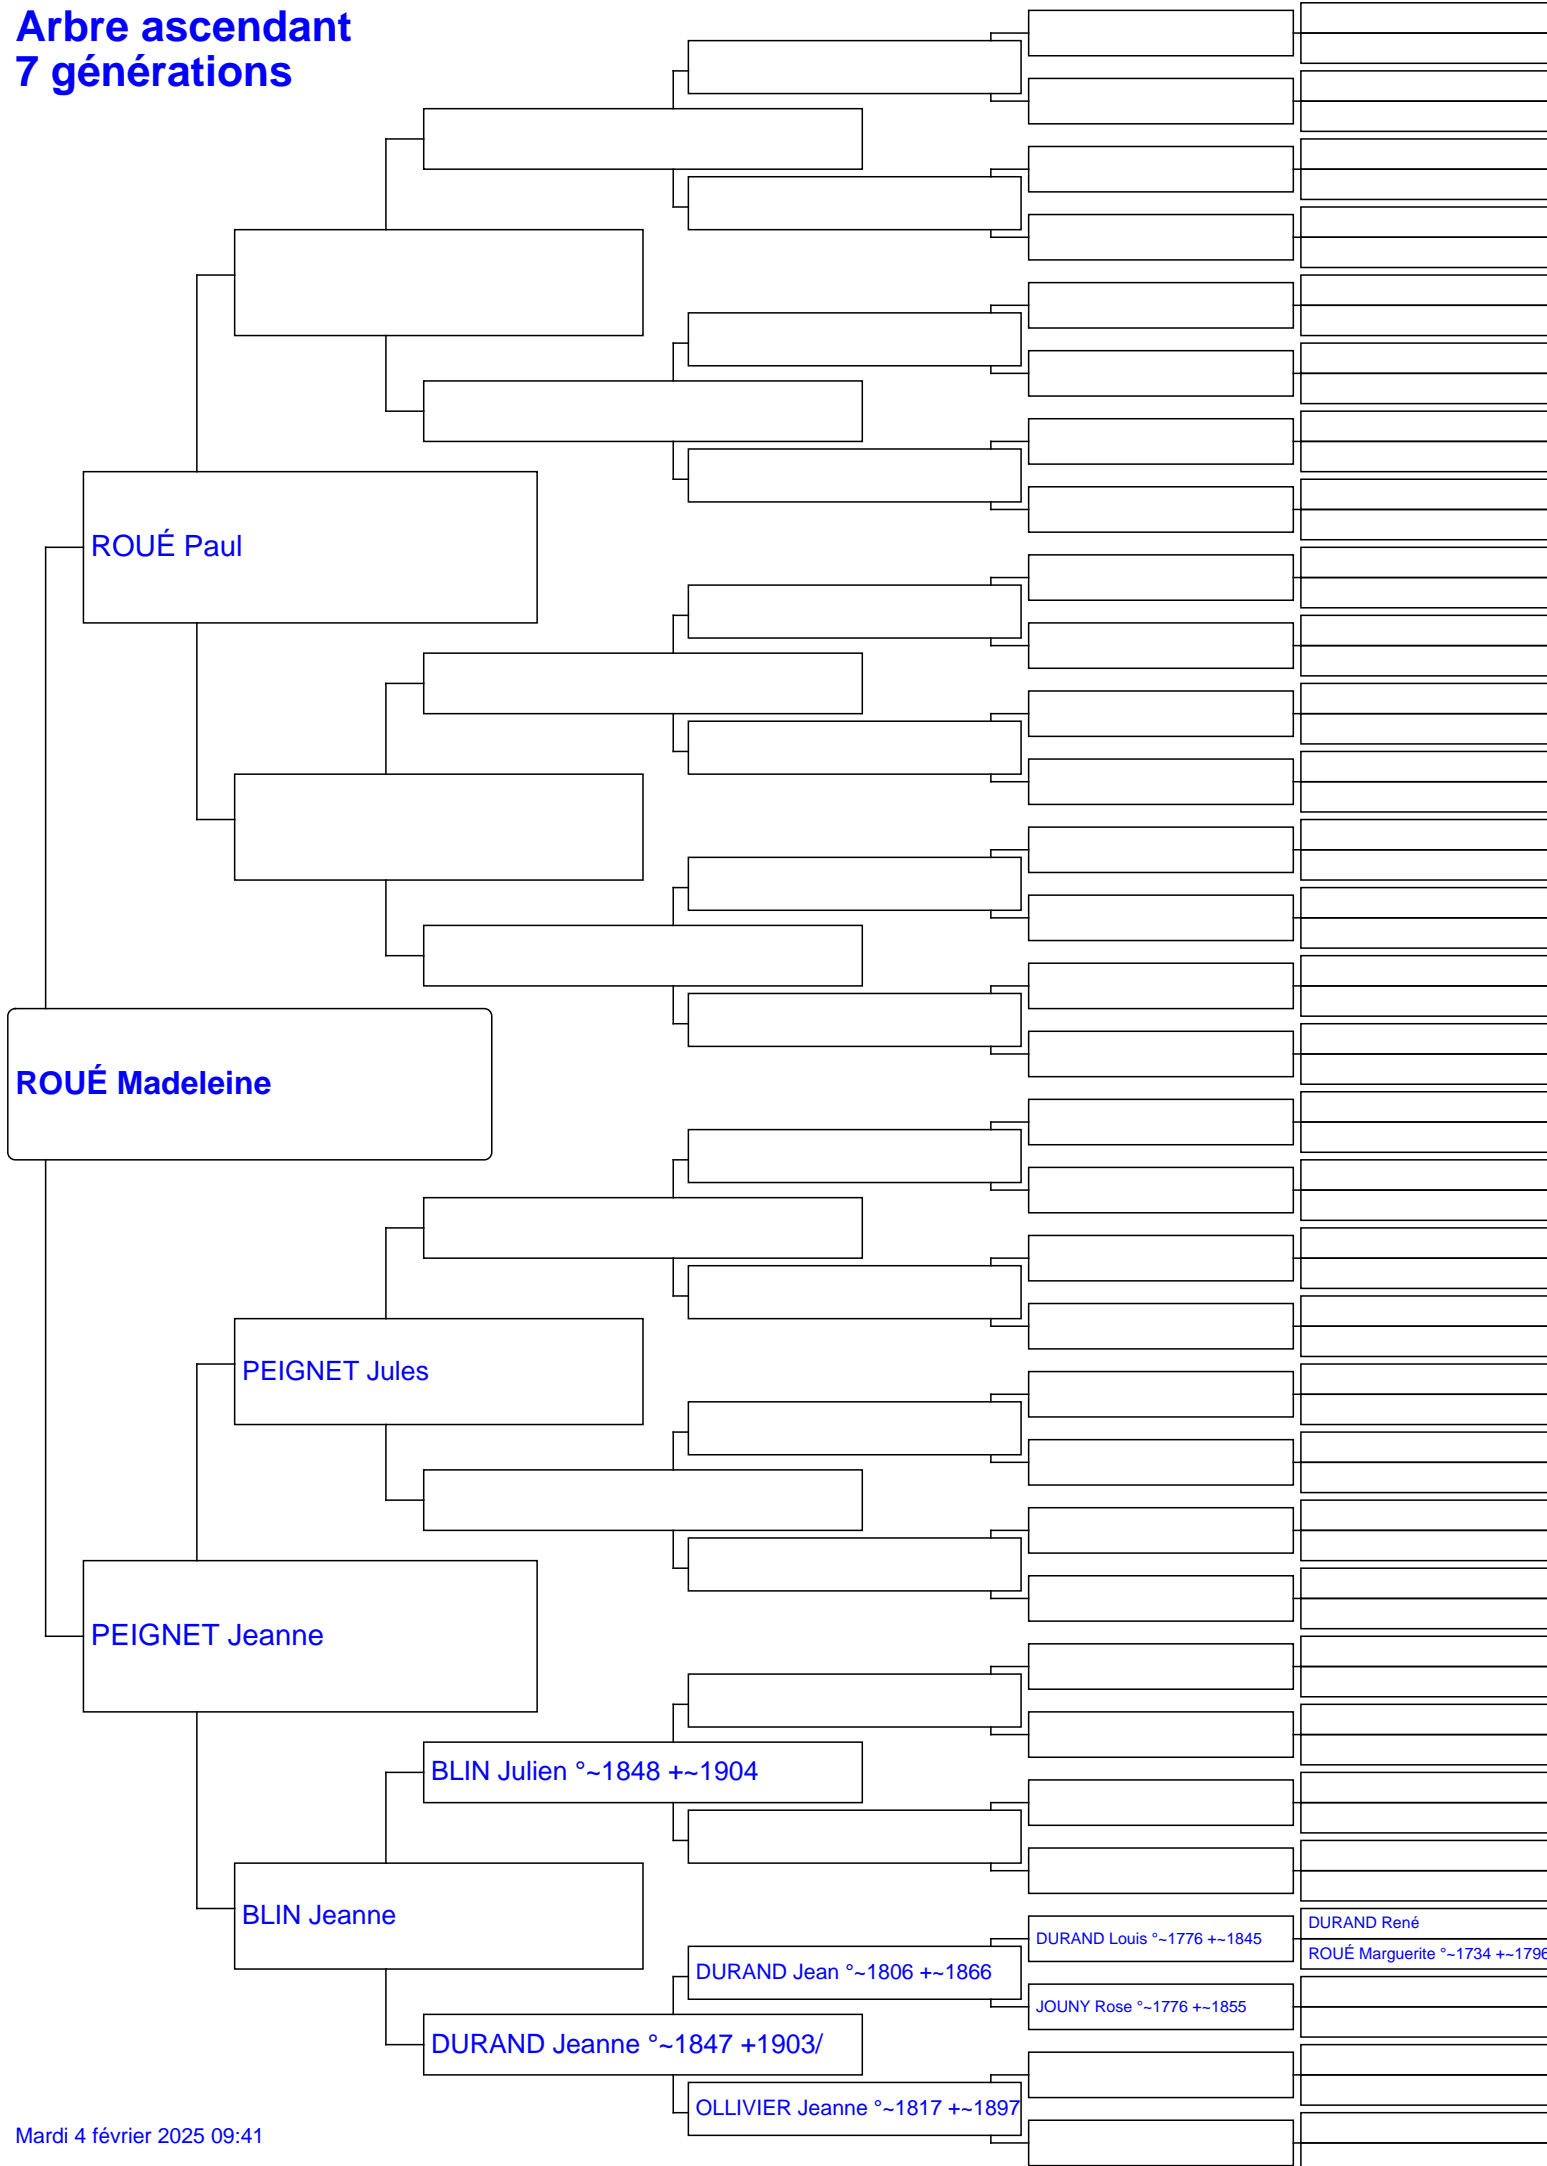 Arbre ascendant
7 générations
ROUÉ Paul
ROUÉ Madeleine
PEIGNET Jules
PEIGNET Jeanne
BLIN Julien °~1848 +~1904
BLIN Jeanne
DURAND René
DURAND Louis °~1776 +~1845
ROUÉ Marguerite °~1734 +~1796
DURAND Jean °~1806 +~1866
JOUNY Rose °~1776 +~1855
DURAND Jeanne °~1847 +1903/
OLLIVIER Jeanne °~1817 +~1897
Mardi 4 février 2025 09:41